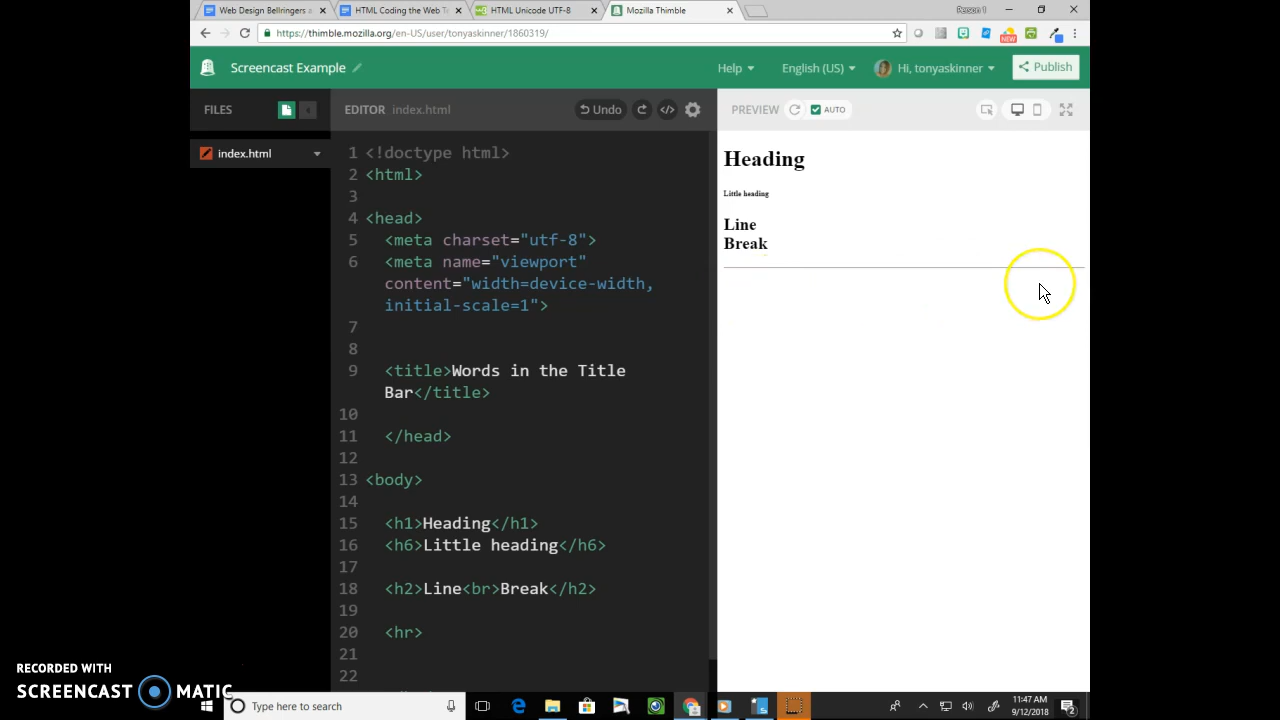 Web Design Bellringers a
HTML Coding the Web T
HTML Unicode UTF-8
Mozilla Thimble
Person 1
https://thimble.mozilla.org/en-US/user/tonyaskinner/1860319/
NEW
Screencast Example
Help
English (US)
Hi, tonyaskinner
Publish
FILES
EDITOR index.html
Undo
PREVIEW
AUTO
index.html
1 <!doctype html>
2 <html>
3
4 <head>
5 <meta charset="utf-8">
6 <meta name="viewport"
content="width=device-width,
initial-scale=1">
7
8
9 <title>Words in the Title
Bar</title>
10
11 </head>
12
13 <body>
14
15 <h1>Heading</h1>
16 <h6>Little heading</h6>
17
18 <h2>Line<br>Break</h2>
19
20 <hr>
21
22
Heading
Little heading
Line
Break
RECORDED WITH
SCREENCAST MATIC
Type here to search
11:47 AM
9/12/2018
2